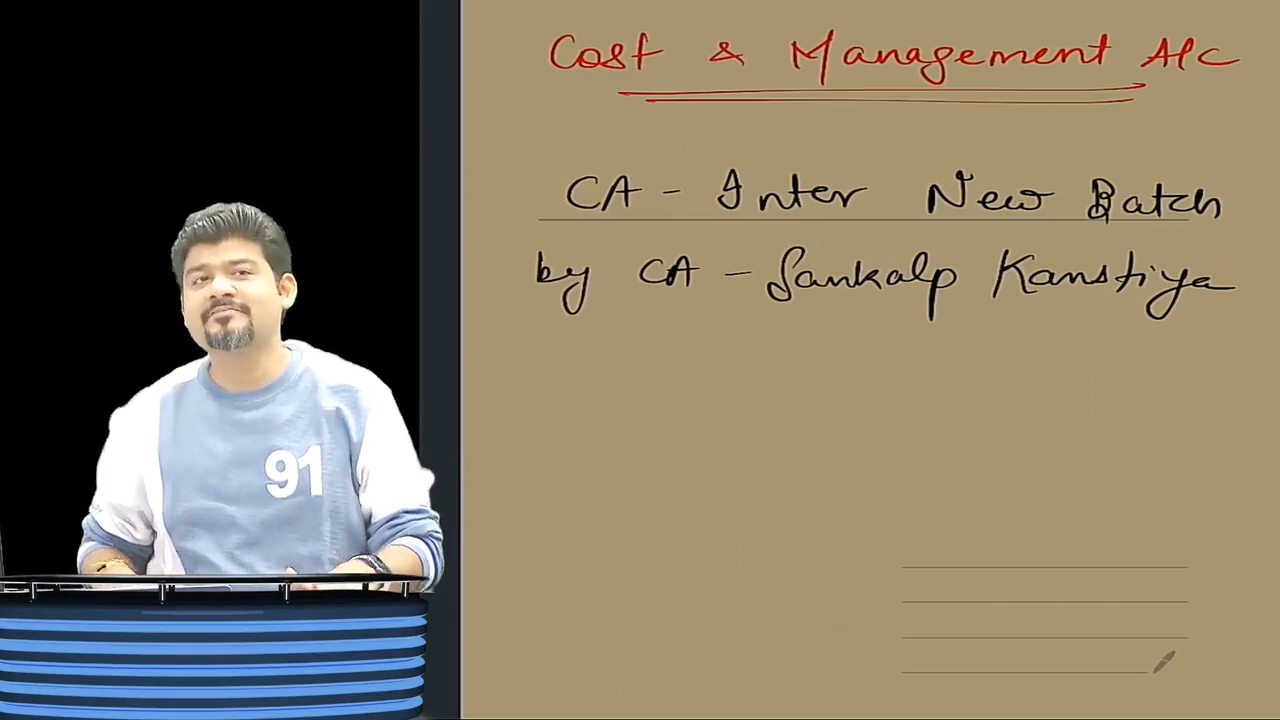 Cost & Management A/c
CA - Inter New Batch
by CA - Sankalp Kanstiya
91